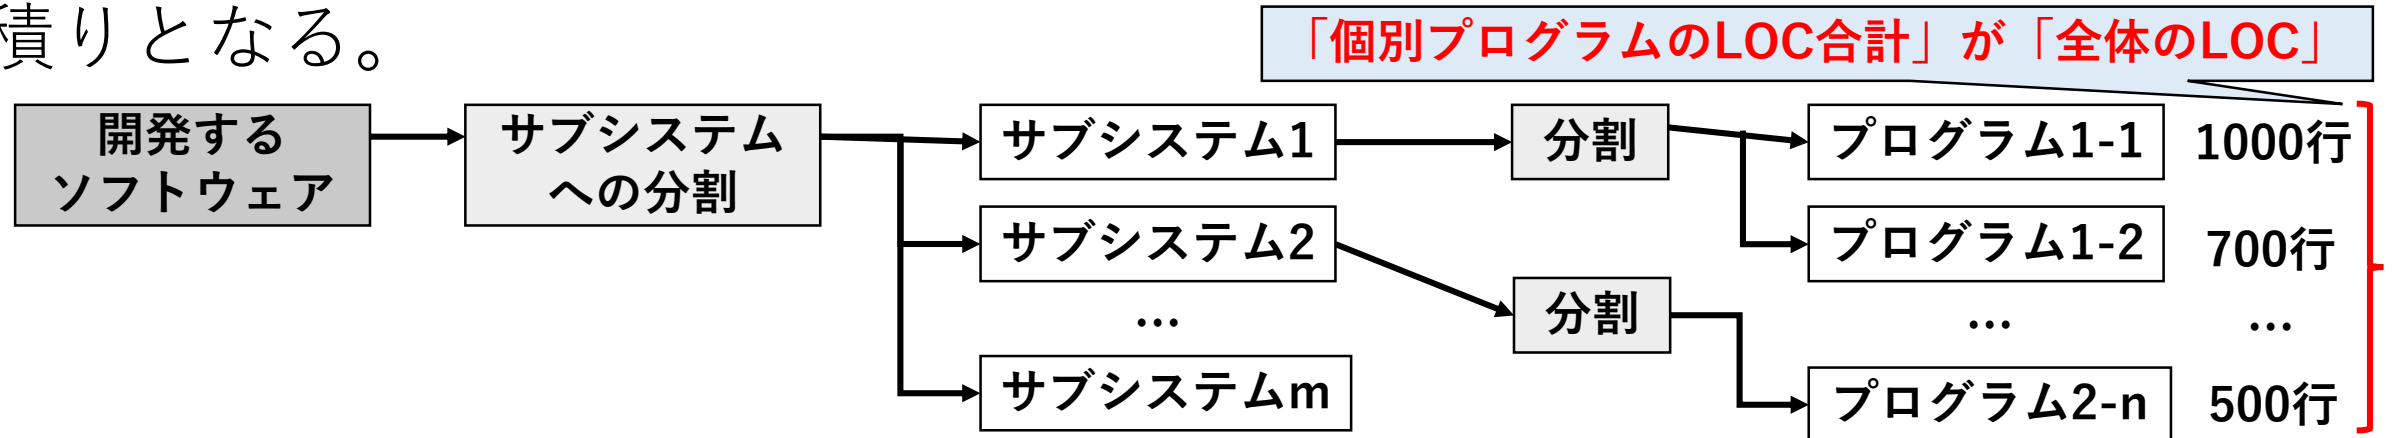 積りとなる。
「個別プログラムのLOC合計」が「全体のLOC」
開発する
ソフトウェア
サブシステム
への分割
サブシステム1
分割
プログラム1-1
1000行
サブシステム2
プログラム1-2
700行
…
分割
…
…
サブシステムm
プログラム2-n
500行